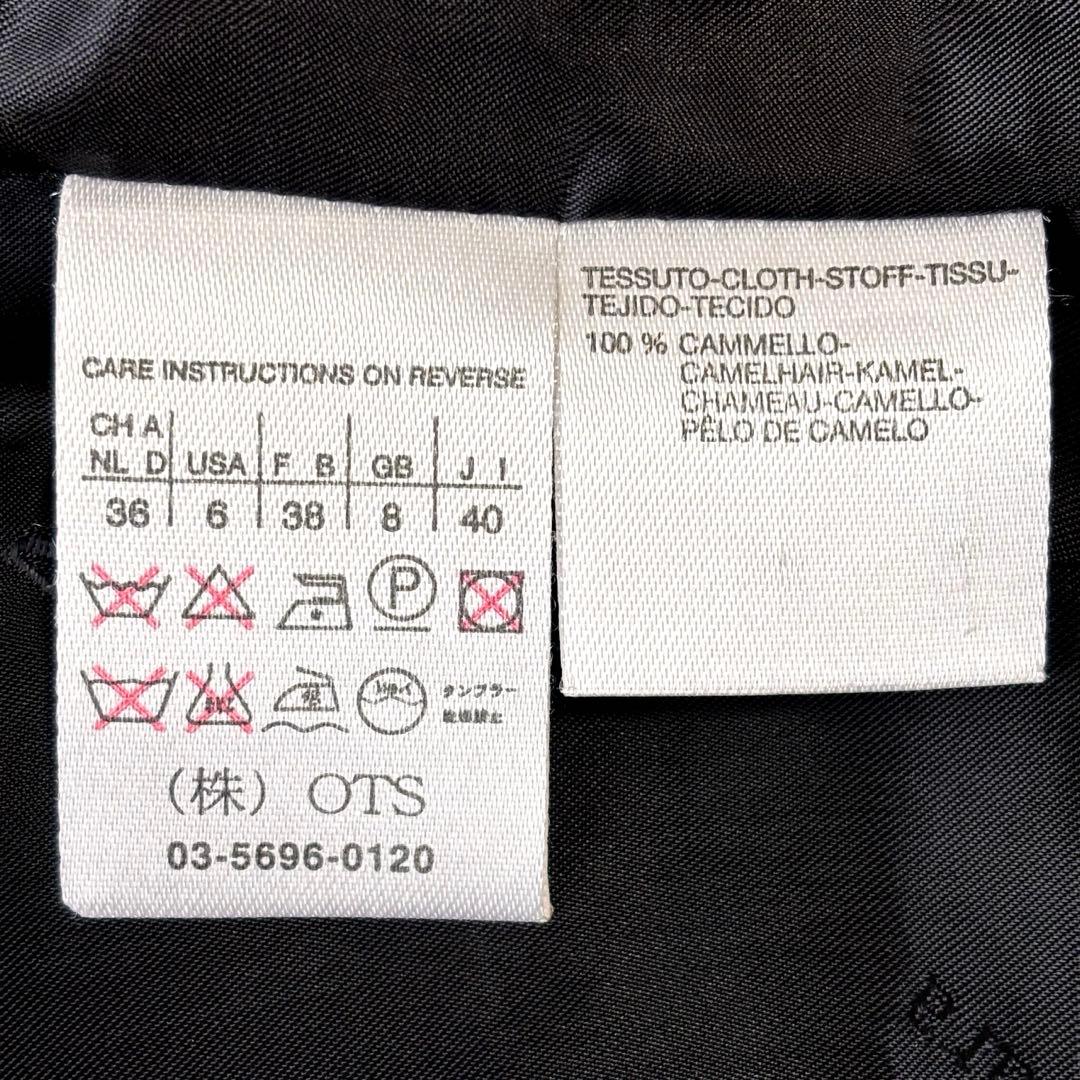 CARE INSTRUCTIONS ON REVERSE
CH A
NL D USA F B GB J I
36 6 38 8 40
P
タンブラー
乾燥禁止
(株) OTS
03-5696-0120
TESSUTO-CLOTH-STOFF-TISSU-
TEJIDO-TECIDO
100 % CAMMELLO-
CAMELHAIR-KAMEL-
CHAMEAU-CAMELLO-
PÊLO DE CAMELO